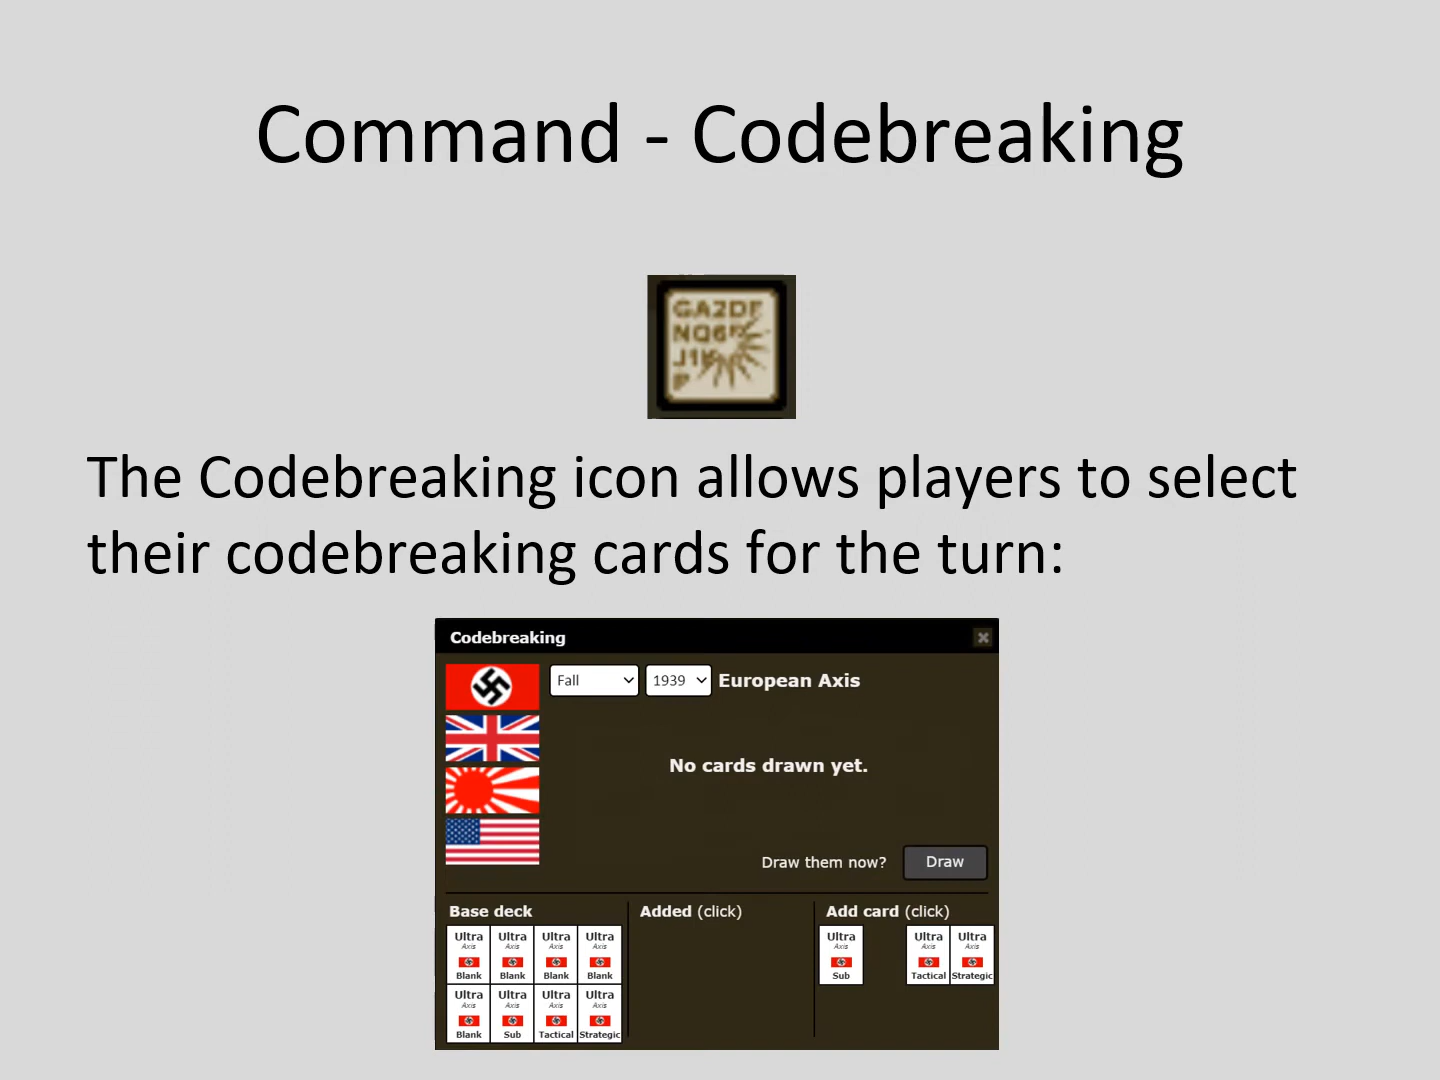 Command - Codebreaking
GA2DF
NQ6
J1K
P
The Codebreaking icon allows players to select
their codebreaking cards for the turn:
Codebreaking
Fall 1939 European Axis
No cards drawn yet.
Draw them now? Draw
Base deck Added (click) Add card (click)
Ultra Ultra Ultra Ultra Ultra Ultra Ultra
Axis Axis Axis Axis Axis Axis Axis
Blank Blank Blank Blank Sub Tactical Strategic
Ultra Ultra Ultra Ultra
Axis Axis Axis Axis
Blank Sub Tactical Strategic